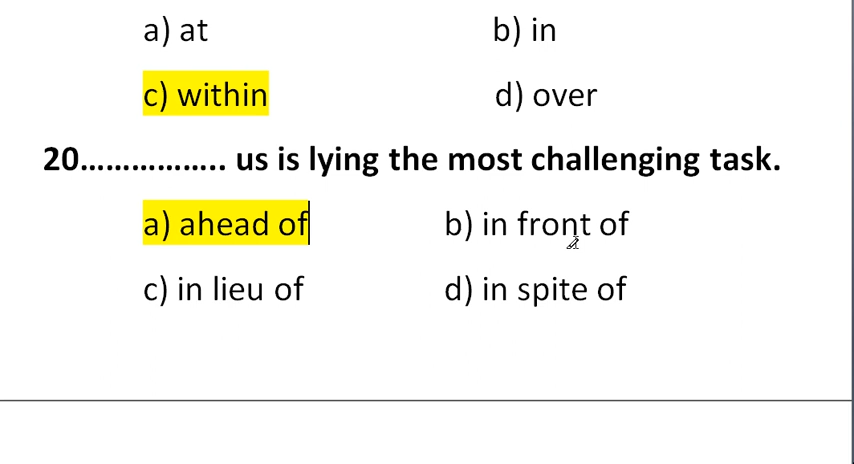 a) at b) in
c) within d) over
20…………….. us is lying the most challenging task.
a) ahead of b) in front of
c) in lieu of d) in spite of